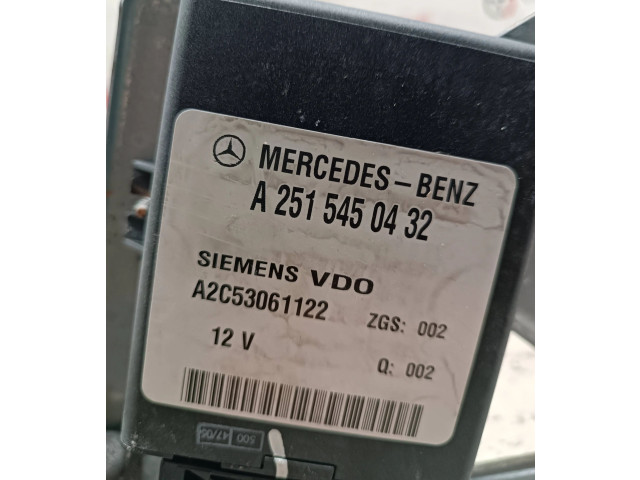 MERCEDES-BENZ
A 251 545 04 32
SIEMENS VDO
A2C53061122 ZGS: 002
12 V Q: 002